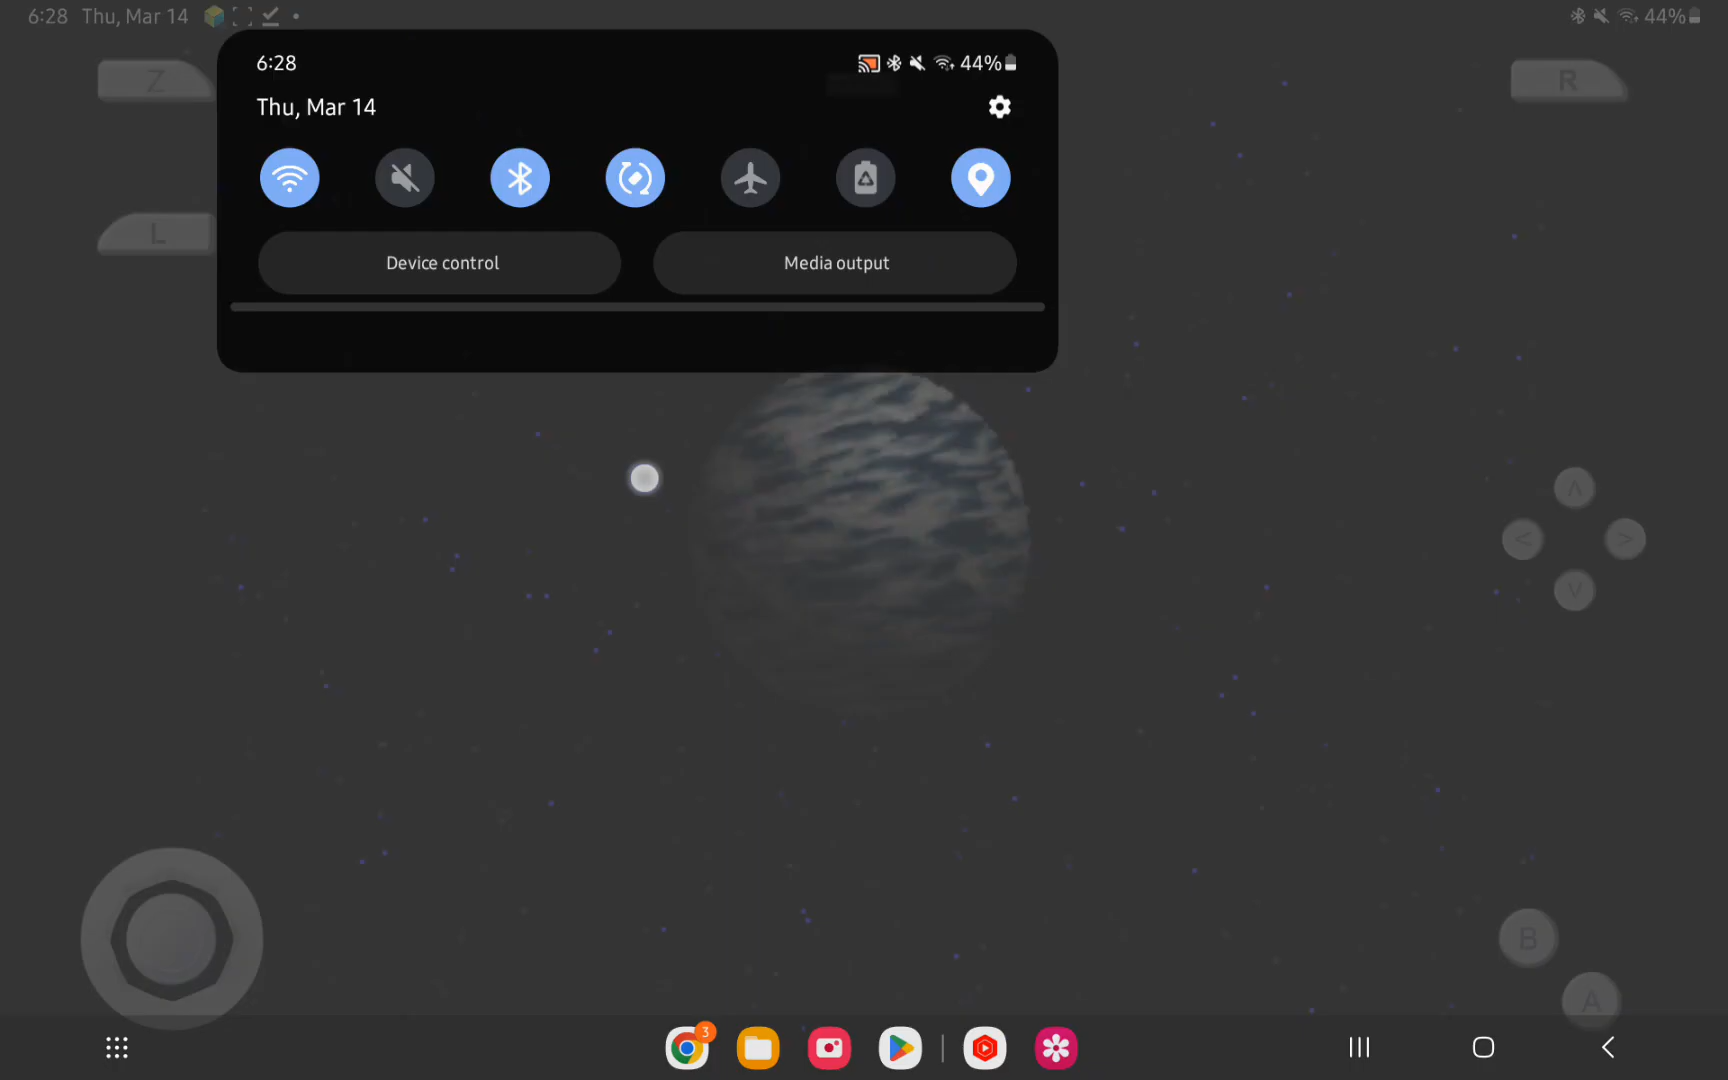 6:28 Thu, Mar 14
44%
Z
R
6:28
44%
Thu, Mar 14
L
Device control
Media output
B
A
3